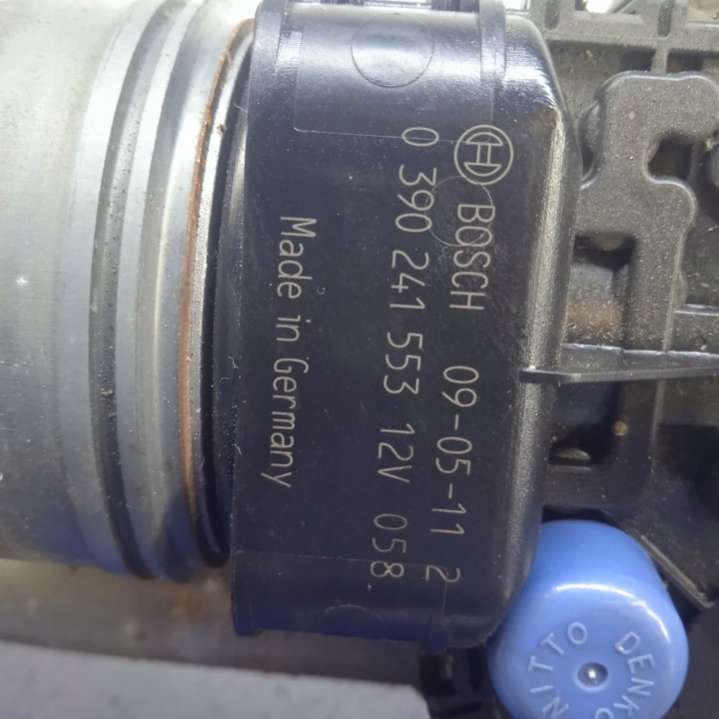 BOSCH 09-05-11 2
0 390 241 553 12V 058
Made in Germany
NITTO DENKO